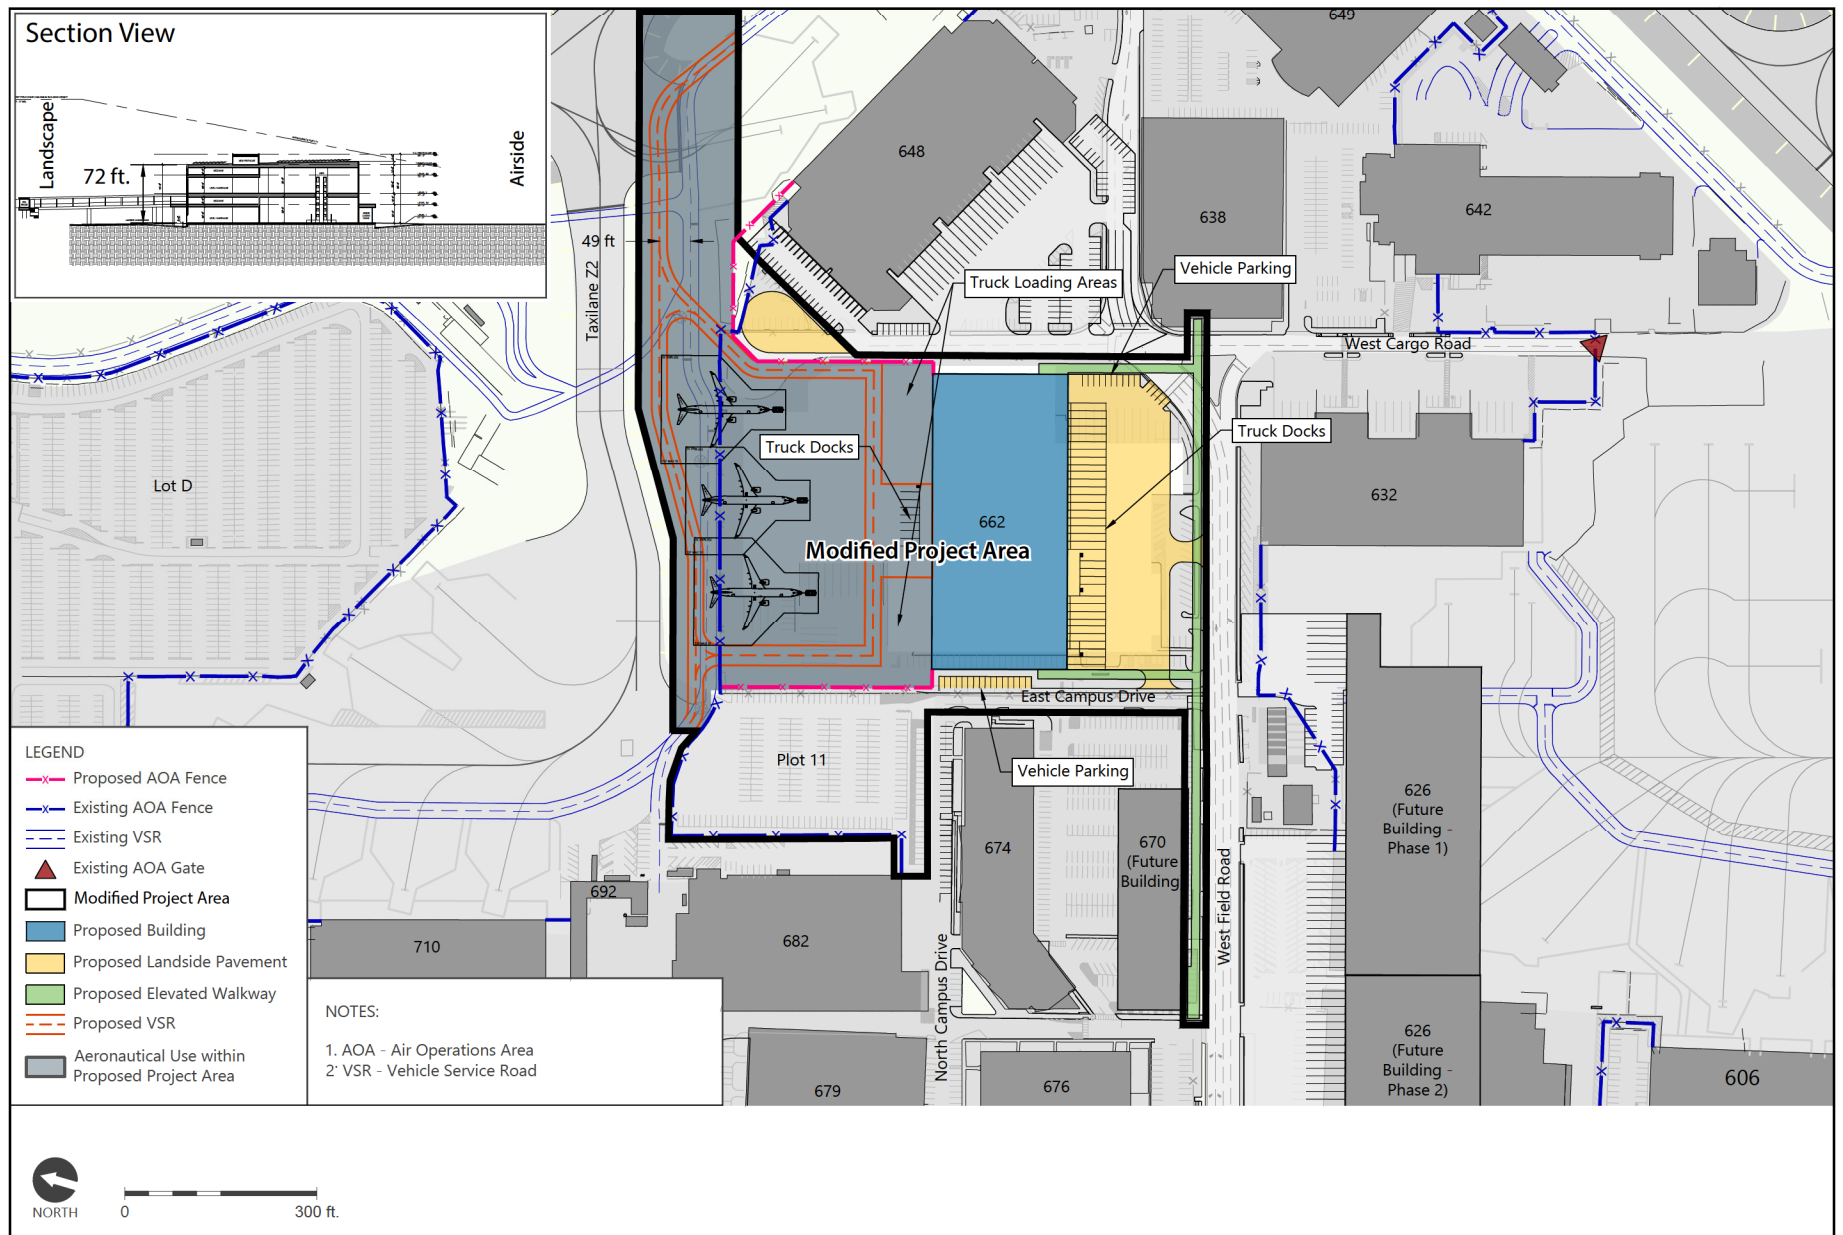 Section View
Landscape
72 ft.
Airside
649
648
638
642
49 ft
Taxilane Z2
Truck Loading Areas
Vehicle Parking
West Cargo Road
Truck Docks
Truck Docks
Lot D
632
662
Modified Project Area
East Campus Drive
Plot 11
Vehicle Parking
674
670
(Future
Building
626
(Future
Building -
Phase 1)
692
710
682
North Campus Drive
West Field Road
679
676
626
(Future
Building -
Phase 2)
606
LEGEND
Proposed AOA Fence
Existing AOA Fence
Existing VSR
Existing AOA Gate
Modified Project Area
Proposed Building
Proposed Landside Pavement
Proposed Elevated Walkway
Proposed VSR
Aeronautical Use within
Proposed Project Area
NOTES:
1. AOA - Air Operations Area
2. VSR - Vehicle Service Road
NORTH
0
300 ft.